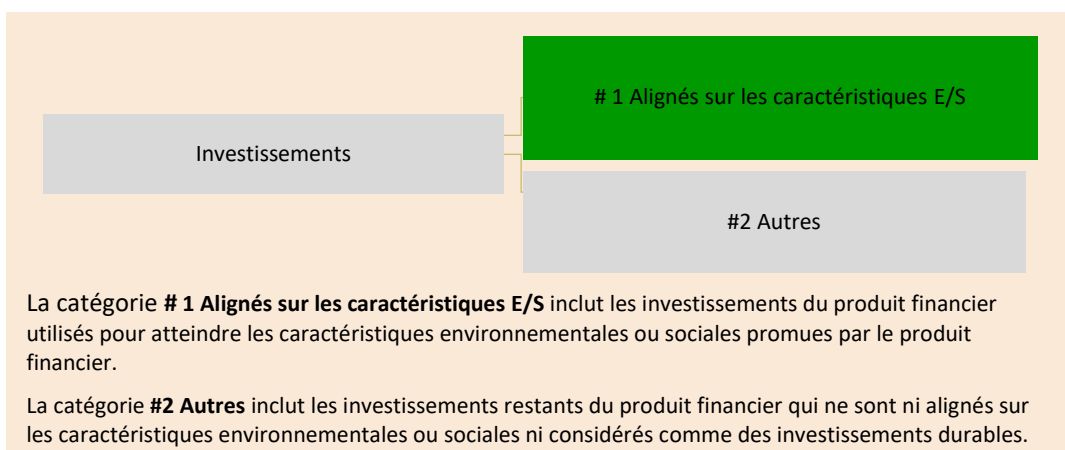 # 1 Alignés sur les caractéristiques E/S
Investissements
#2 Autres
La catégorie # 1 Alignés sur les caractéristiques E/S inclut les investissements du produit financier
utilisés pour atteindre les caractéristiques environnementales ou sociales promues par le produit
financier.
La catégorie #2 Autres inclut les investissements restants du produit financier qui ne sont ni alignés sur
les caractéristiques environnementales ou sociales ni considérés comme des investissements durables.